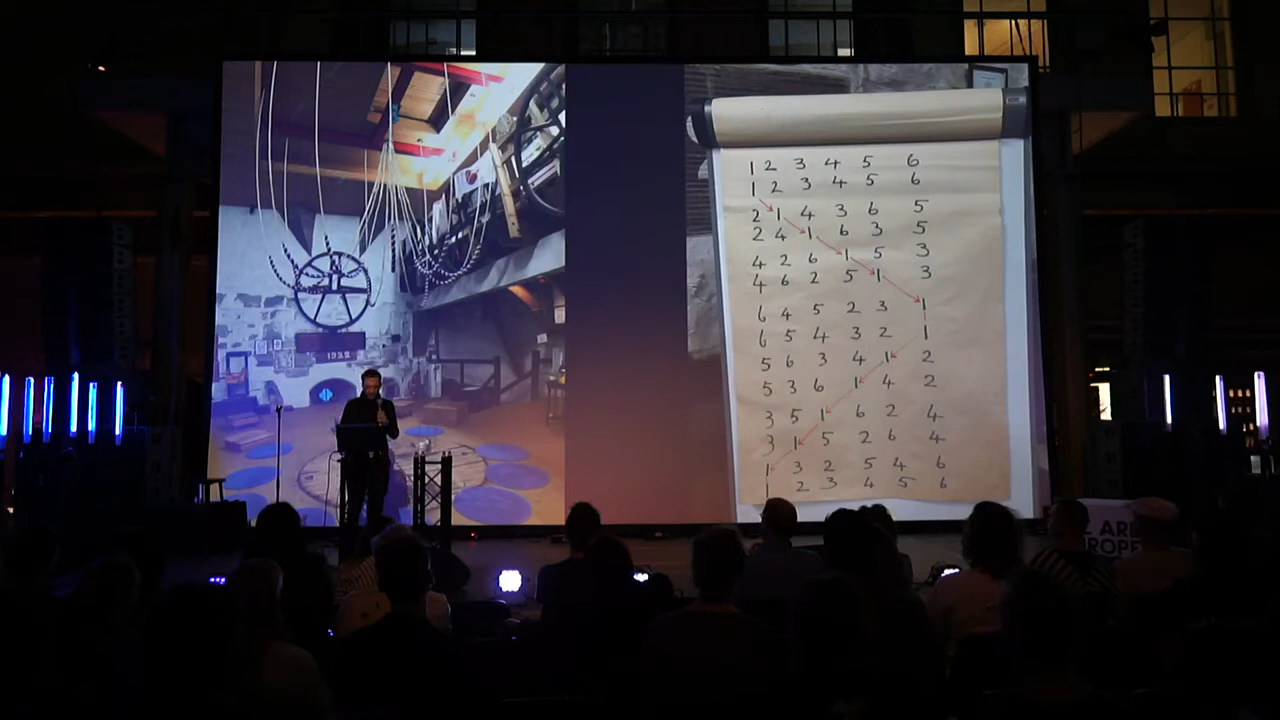 1932
1 2 3 4 5 6
1 2 3 4 5 6
2 1 4 3 6 5
2 4 1 6 3 5
4 2 6 1 5 3
4 6 2 5 1 3
6 4 5 2 3 1
6 5 4 3 2 1
5 6 3 4 1 2
5 3 6 1 4 2
3 5 1 6 2 4
3 1 5 2 6 4
1 3 2 5 4 6
1 2 3 4 5 6
ARE
ROPE